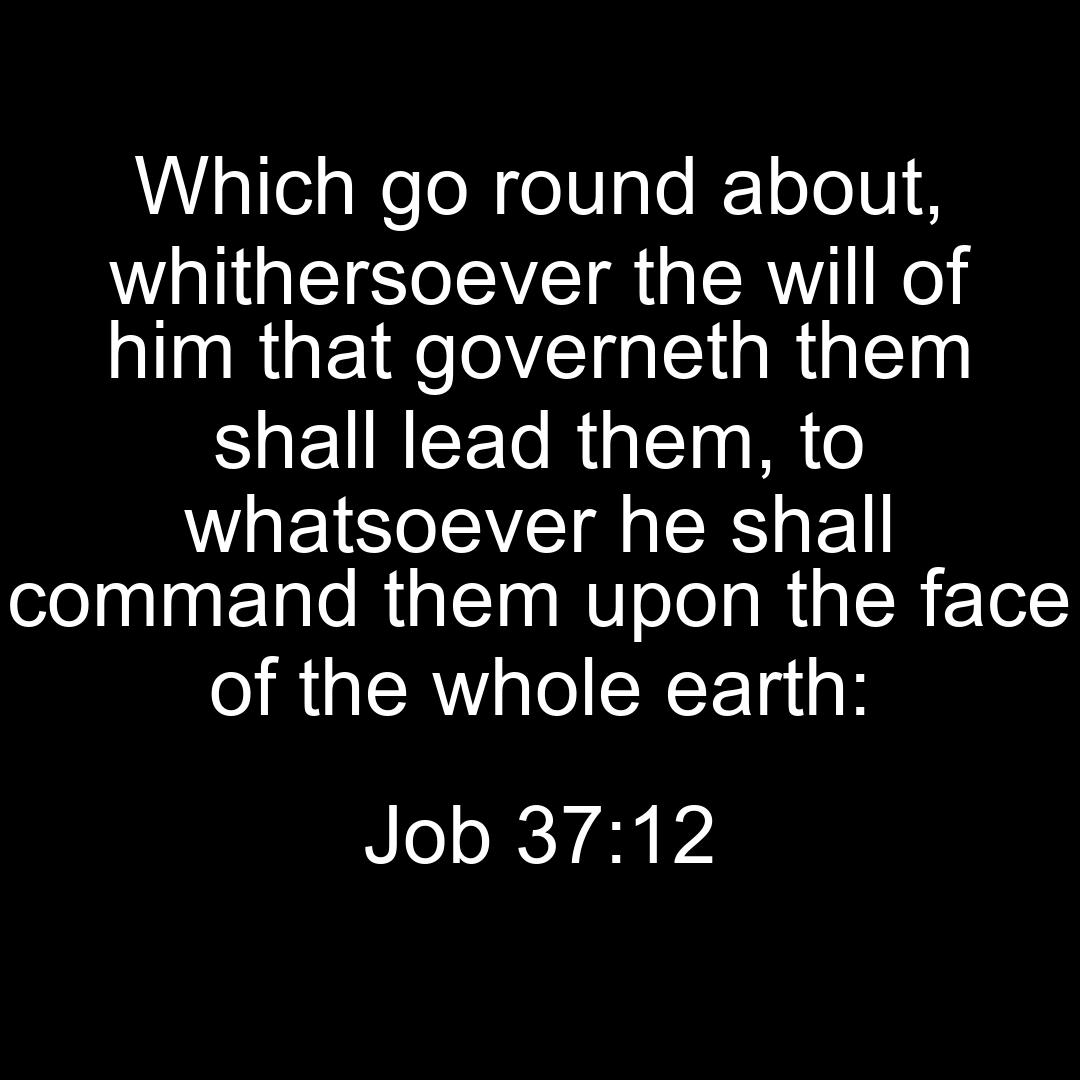 Which go round about,
whithersoever the will of
him that governeth them
shall lead them, to
whatsoever he shall
command them upon the face
of the whole earth:
Job 37:12